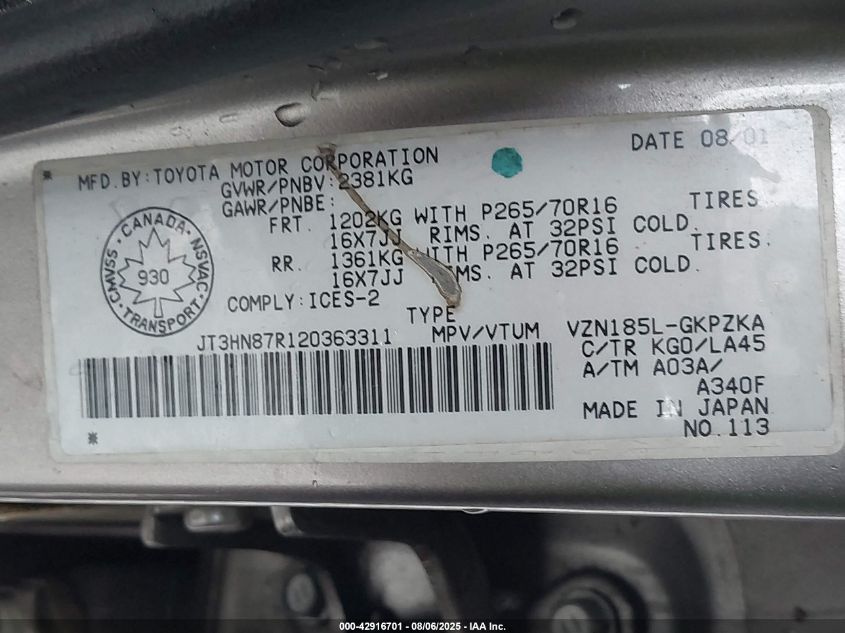 DATE 08/01
MFD. BY: TOYOTA MOTOR CORPORATION
GVWR/PNBV: 2381KG
GAWR/PNBE:
FRT. 1202KG WITH P265/70R16 TIRES
16X7JJ RIMS. AT 32PSI COLD.
RR. 1361KG WITH P265/70R16 TIRES.
16X7JJ RIMS. AT 32PSI COLD.
COMPLY: ICES-2
CANADA
CMVSS NSVAC
930
TRANSPORT
TYPE
JT3HN87R120363311 MPV/VTUM VZN185L-GKPZKA
C/TR KG0/LA45
A/TM A03A/
A340F
MADE IN JAPAN
NO. 113
000-42916701 - 08/06/2025 - IAA Inc.